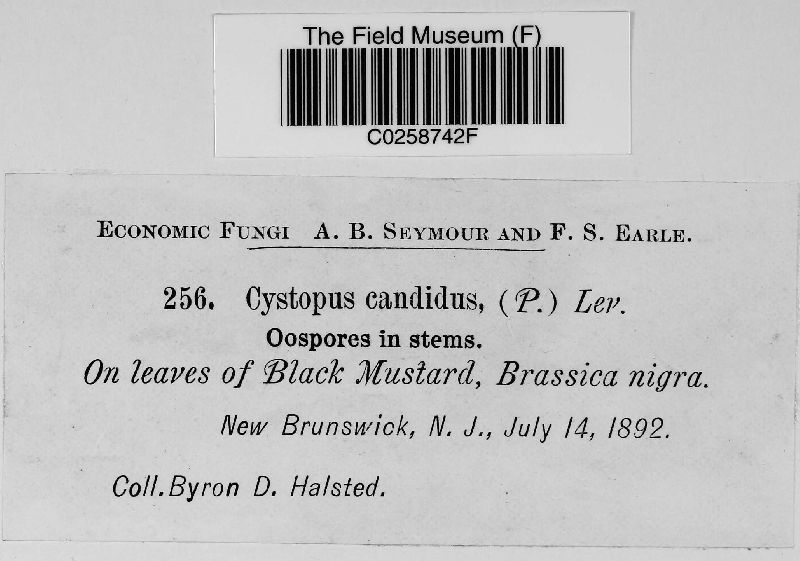 The Field Museum (F)
C0258742F
Economic Fungi A. B. Seymour and F. S. Earle.
256. Cystopus candidus, (P.) Lev.
Oospores in stems.
On leaves of Black Mustard, Brassica nigra.
New Brunswick, N. J., July 14, 1892.
Coll. Byron D. Halsted.